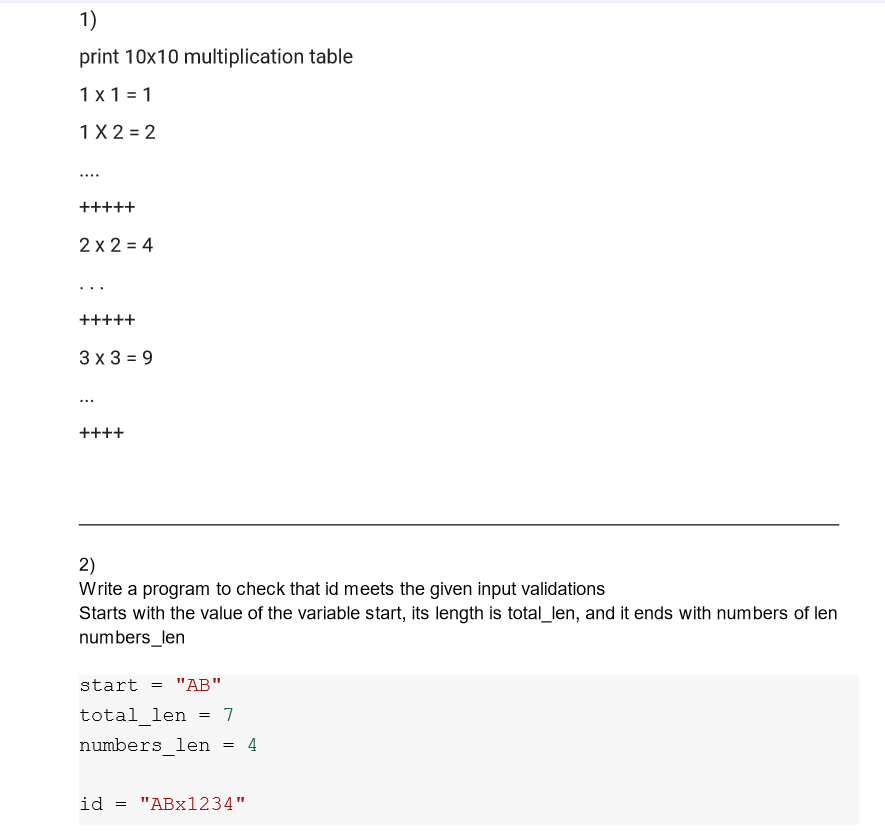 1)
print 10x10 multiplication table
1 x 1 = 1
1 X 2 = 2
....
+++++
2 x 2 = 4
. . .
+++++
3 x 3 = 9
...
++++
2)
Write a program to check that id meets the given input validations
Starts with the value of the variable start, its length is total_len, and it ends with numbers of len
numbers_len
start = "AB"
total_len = 7
numbers_len = 4
id = "ABx1234"